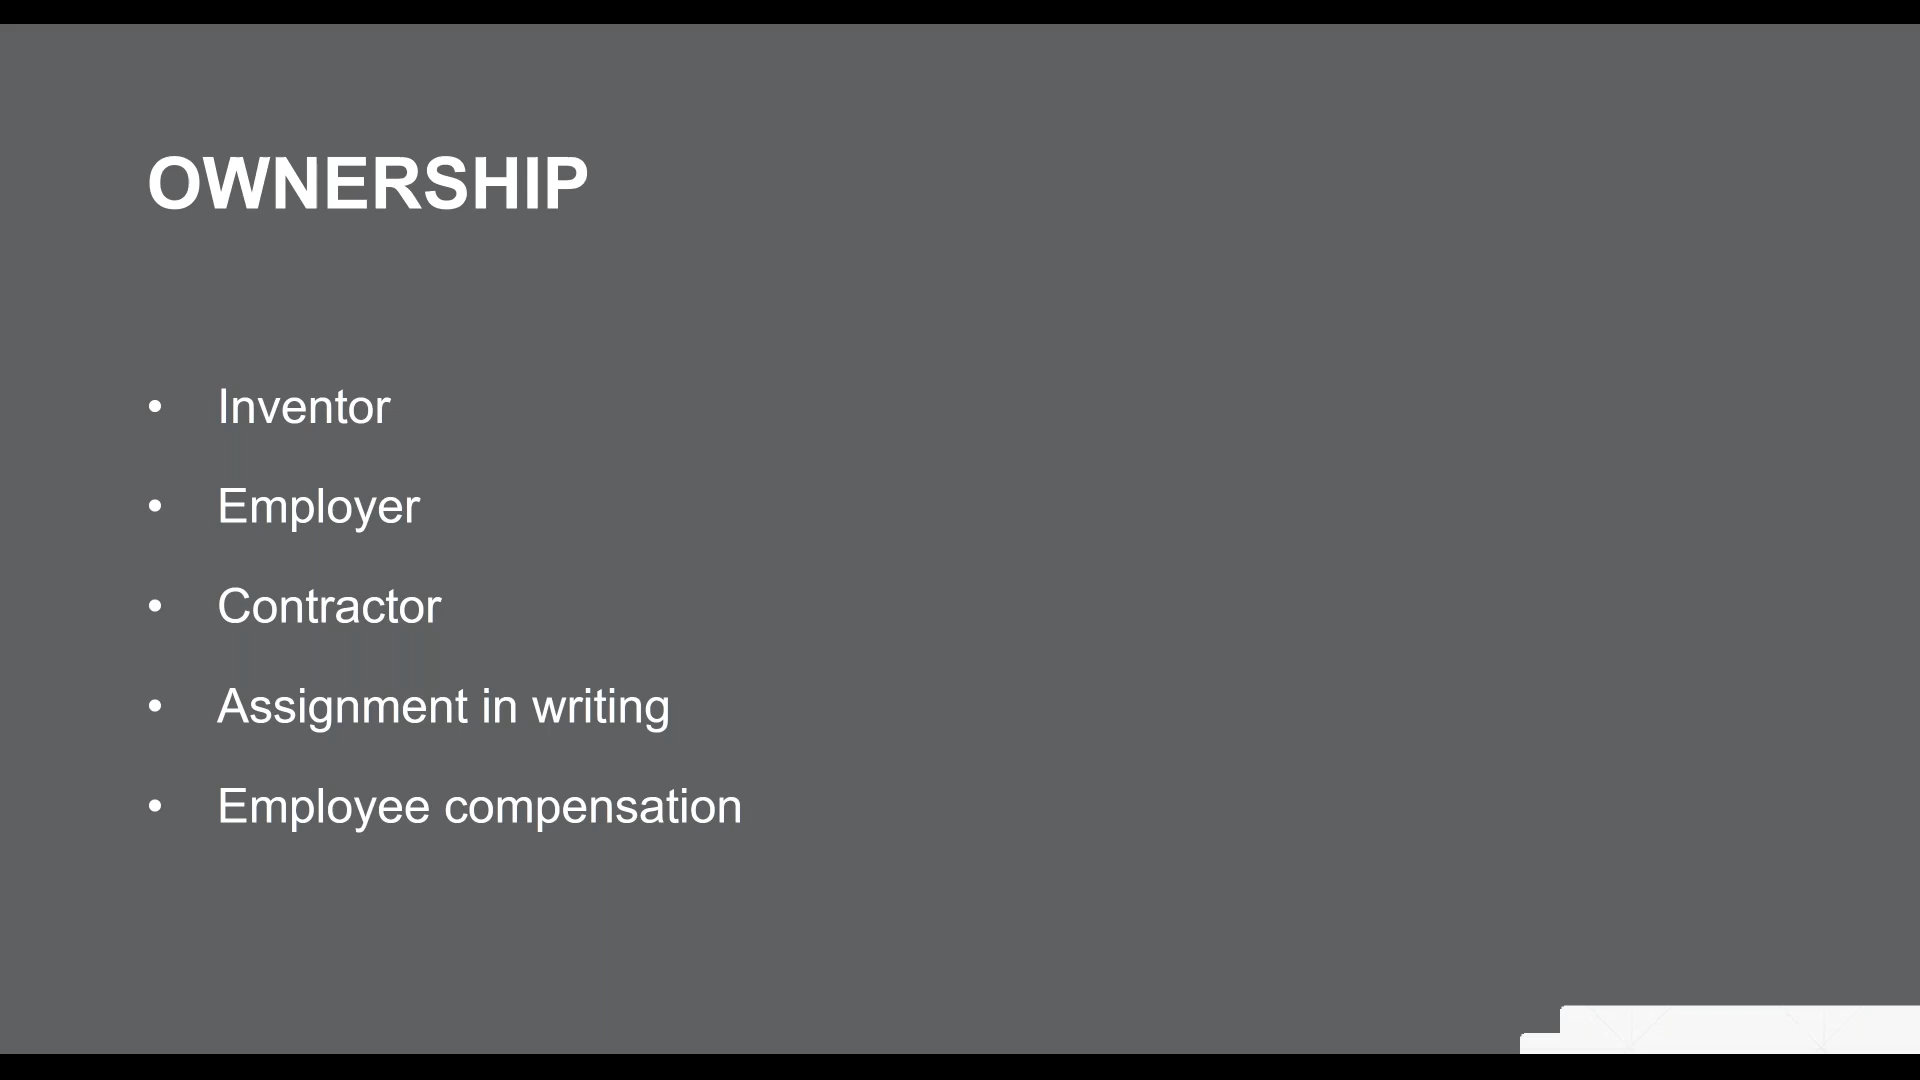 OWNERSHIP
• Inventor
• Employer
• Contractor
• Assignment in writing
• Employee compensation